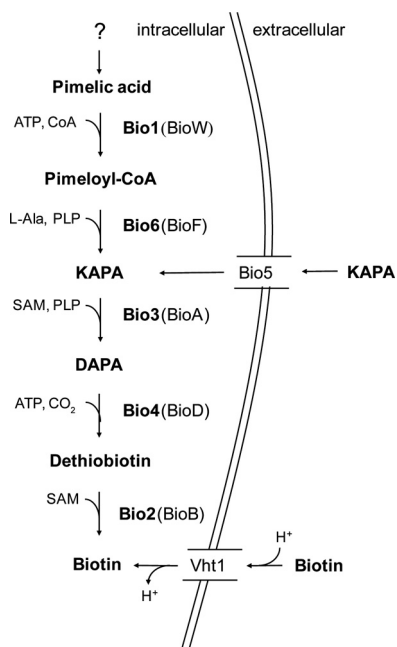 ?
intracellular extracellular
Pimelic acid
ATP, CoA
Bio1(BioW)
Pimeloyl-CoA
L-Ala, PLP
Bio6(BioF)
KAPA Bio5 KAPA
SAM, PLP
Bio3(BioA)
DAPA
ATP, CO₂
Bio4(BioD)
Dethiobiotin
SAM
Bio2(BioB)
H⁺
Biotin Vht1 Biotin
H⁺